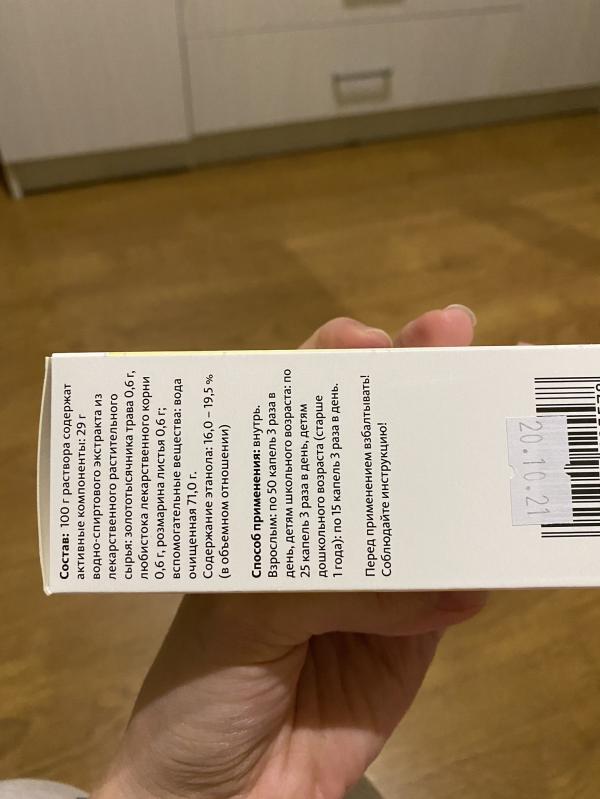 Состав: 100 г раствора содержат
активные компоненты: 29 г
водно-спиртового экстракта из
лекарственного растительного
сырья: золототысячника трава 0,6 г,
любистока лекарственного корни
0,6 г, розмарина листья 0,6 г;
вспомогательные вещества: вода
очищенная 71,0 г.
Содержание этанола: 16,0 – 19,5 %
(в объемном отношении)
Способ применения: внутрь.
Взрослым: по 50 капель 3 раза в
день, детям школьного возраста: по
25 капель 3 раза в день, детям
дошкольного возраста (старше
1 года): по 15 капель 3 раза в день.
Перед применением взбалтывать!
Соблюдайте инструкцию!
20.10.21